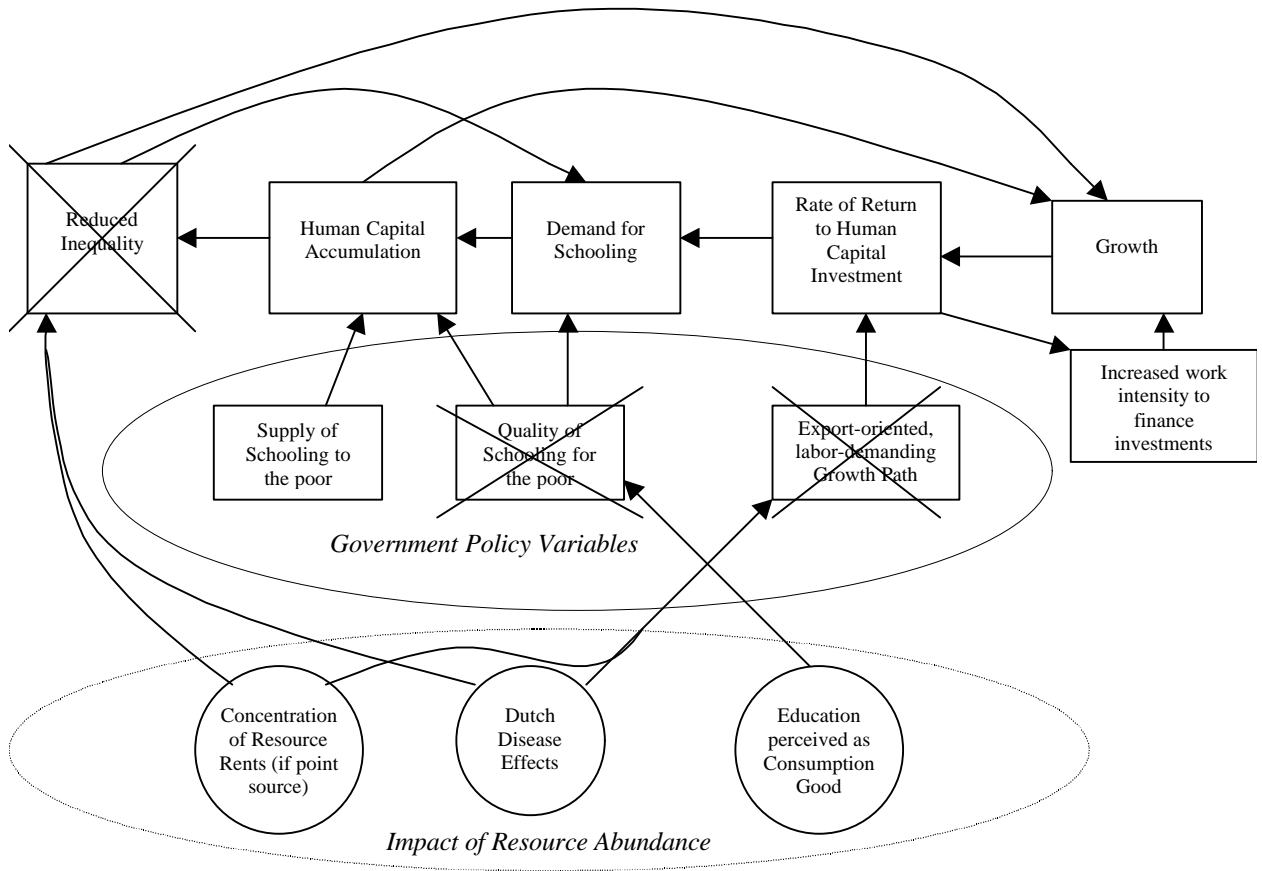 Reduced
Inequality
Human Capital
Accumulation
Demand for
Schooling
Rate of Return
to Human
Capital
Investment
Growth
Increased work
intensity to
finance
investments
Supply of
Schooling to
the poor
Quality of
Schooling for
the poor
Export-oriented,
labor-demanding
Growth Path
Government Policy Variables
Concentration
of Resource
Rents (if point
source)
Dutch
Disease
Effects
Education
perceived as
Consumption
Good
Impact of Resource Abundance